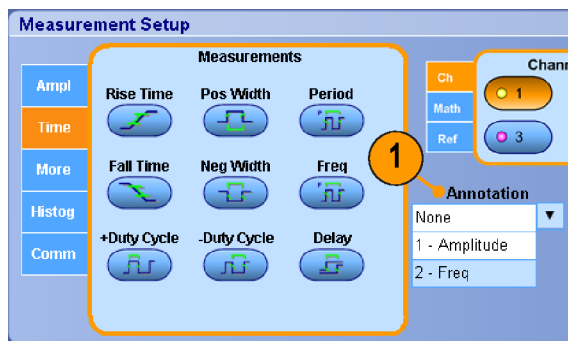 Measurement Setup
Measurements
Ampl
Time
More
Histog
Comm
Rise Time Pos Width Period
Fall Time Neg Width Freq
+Duty Cycle -Duty Cycle Delay
Ch
Math
Ref
Chann
1
3
1
Annotation
None
1 - Amplitude
2 - Freq